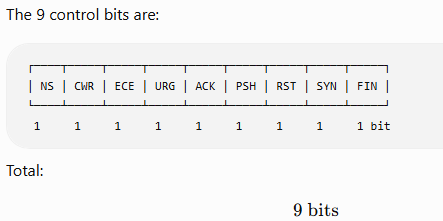 The 9 control bits are:
| NS | CWR | ECE | URG | ACK | PSH | RST | SYN | FIN |
1 1 1 1 1 1 1 1 1 bit
Total:
9 bits